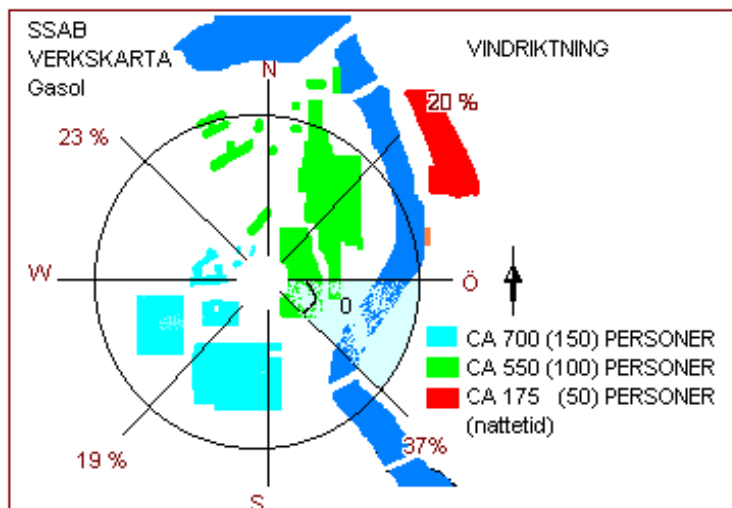 SSAB
VERKSKARTA
Gasol
VINDRIKTNING
N
20 %
23 %
W
Ö
0
CA 700 (150) PERSONER
CA 550 (100) PERSONER
CA 175 (50) PERSONER
(nattetid)
19 %
37%
S